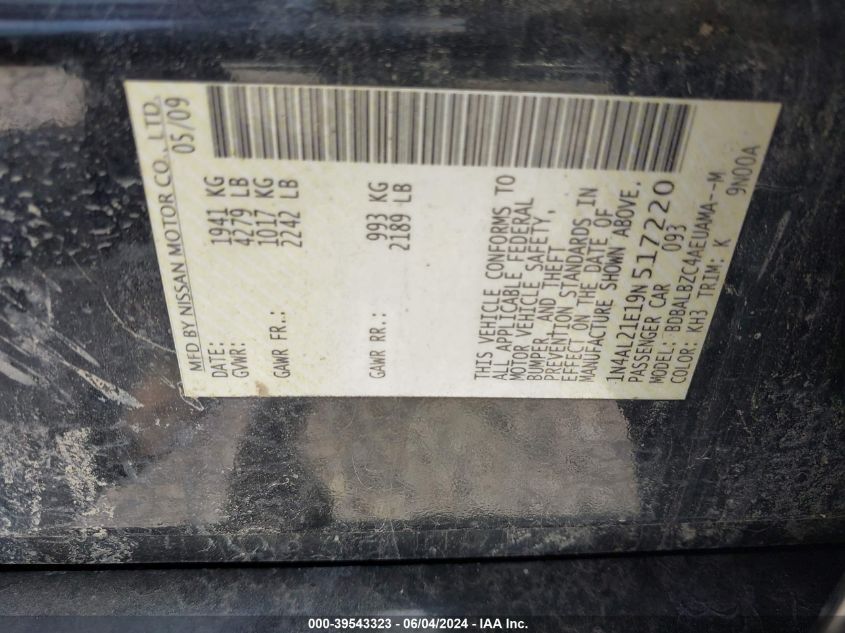 MFD BY NISSAN MOTOR CO., LTD.
DATE: 05/09
GVWR: 1941 KG
4279 LB
GAWR FR.: 1017 KG
2242 LB
GAWR RR.: 993 KG
2189 LB
THIS VEHICLE CONFORMS TO
ALL APPLICABLE FEDERAL
MOTOR VEHICLE SAFETY,
BUMPER, AND THEFT
PREVENTION STANDARDS IN
EFFECT ON THE DATE OF
MANUFACTURE SHOWN ABOVE.
1N4AL21E19N517220
PASSENGER CAR 093
MODEL: BDBALBZC4AEUAMA--M
COLOR: KH3 TRIM: K 9N00A
000-39543323 - 06/04/2024 - IAA Inc.